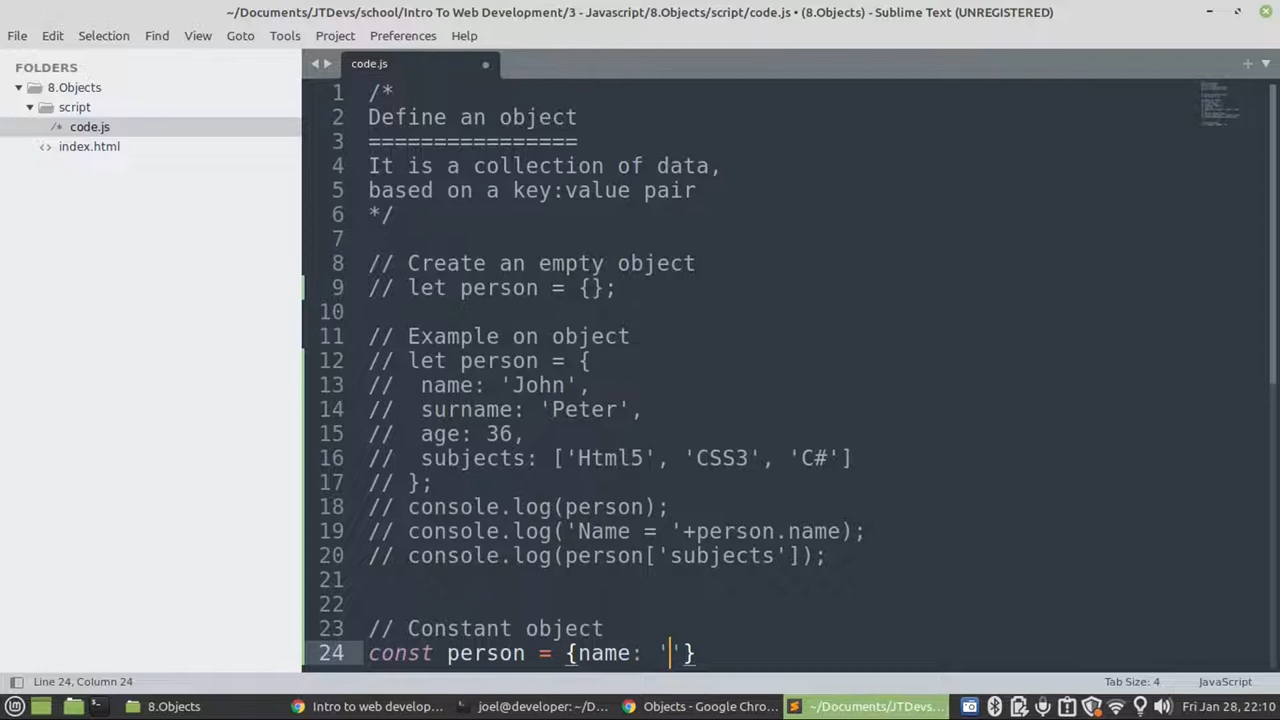 ~/Documents/JTDevs/school/Intro To Web Development/3 - Javascript/8.Objects/script/code.js • (8.Objects) - Sublime Text (UNREGISTERED)
File Edit Selection Find View Goto Tools Project Preferences Help
FOLDERS
8.Objects
script
/* code.js
<> index.html
code.js
1 /*
2 Define an object
3 ================
4 It is a collection of data,
5 based on a key:value pair
6 */
7
8 // Create an empty object
9 // let person = {};
10
11 // Example on object
12 // let person = {
13 //  name: 'John',
14 //  surname: 'Peter',
15 //  age: 36,
16 //  subjects: ['Html5', 'CSS3', 'C#']
17 // };
18 // console.log(person);
19 // console.log('Name = '+person.name);
20 // console.log(person['subjects']);
21
22
23 // Constant object
24 const person = {name: ''}
Line 24, Column 24 Tab Size: 4 JavaScript
8.Objects Intro to web develop... joel@developer: ~/D... Objects - Google Chro... ~/Documents/JTDevs... Fri Jan 28, 22:10